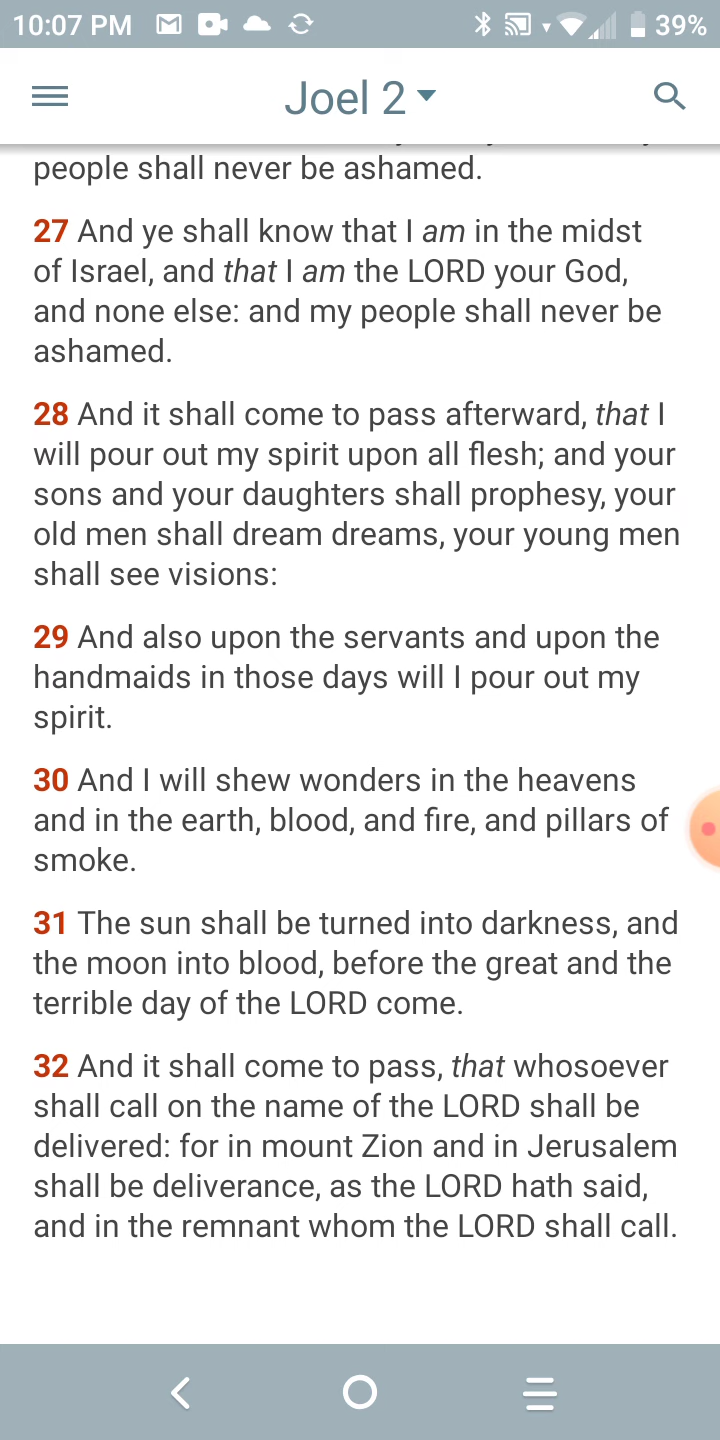 10:07 PM
39%
Joel 2
people shall never be ashamed.
27 And ye shall know that I am in the midst
of Israel, and that I am the LORD your God,
and none else: and my people shall never be
ashamed.
28 And it shall come to pass afterward, that I
will pour out my spirit upon all flesh; and your
sons and your daughters shall prophesy, your
old men shall dream dreams, your young men
shall see visions:
29 And also upon the servants and upon the
handmaids in those days will I pour out my
spirit.
30 And I will shew wonders in the heavens
and in the earth, blood, and fire, and pillars of
smoke.
31 The sun shall be turned into darkness, and
the moon into blood, before the great and the
terrible day of the LORD come.
32 And it shall come to pass, that whosoever
shall call on the name of the LORD shall be
delivered: for in mount Zion and in Jerusalem
shall be deliverance, as the LORD hath said,
and in the remnant whom the LORD shall call.